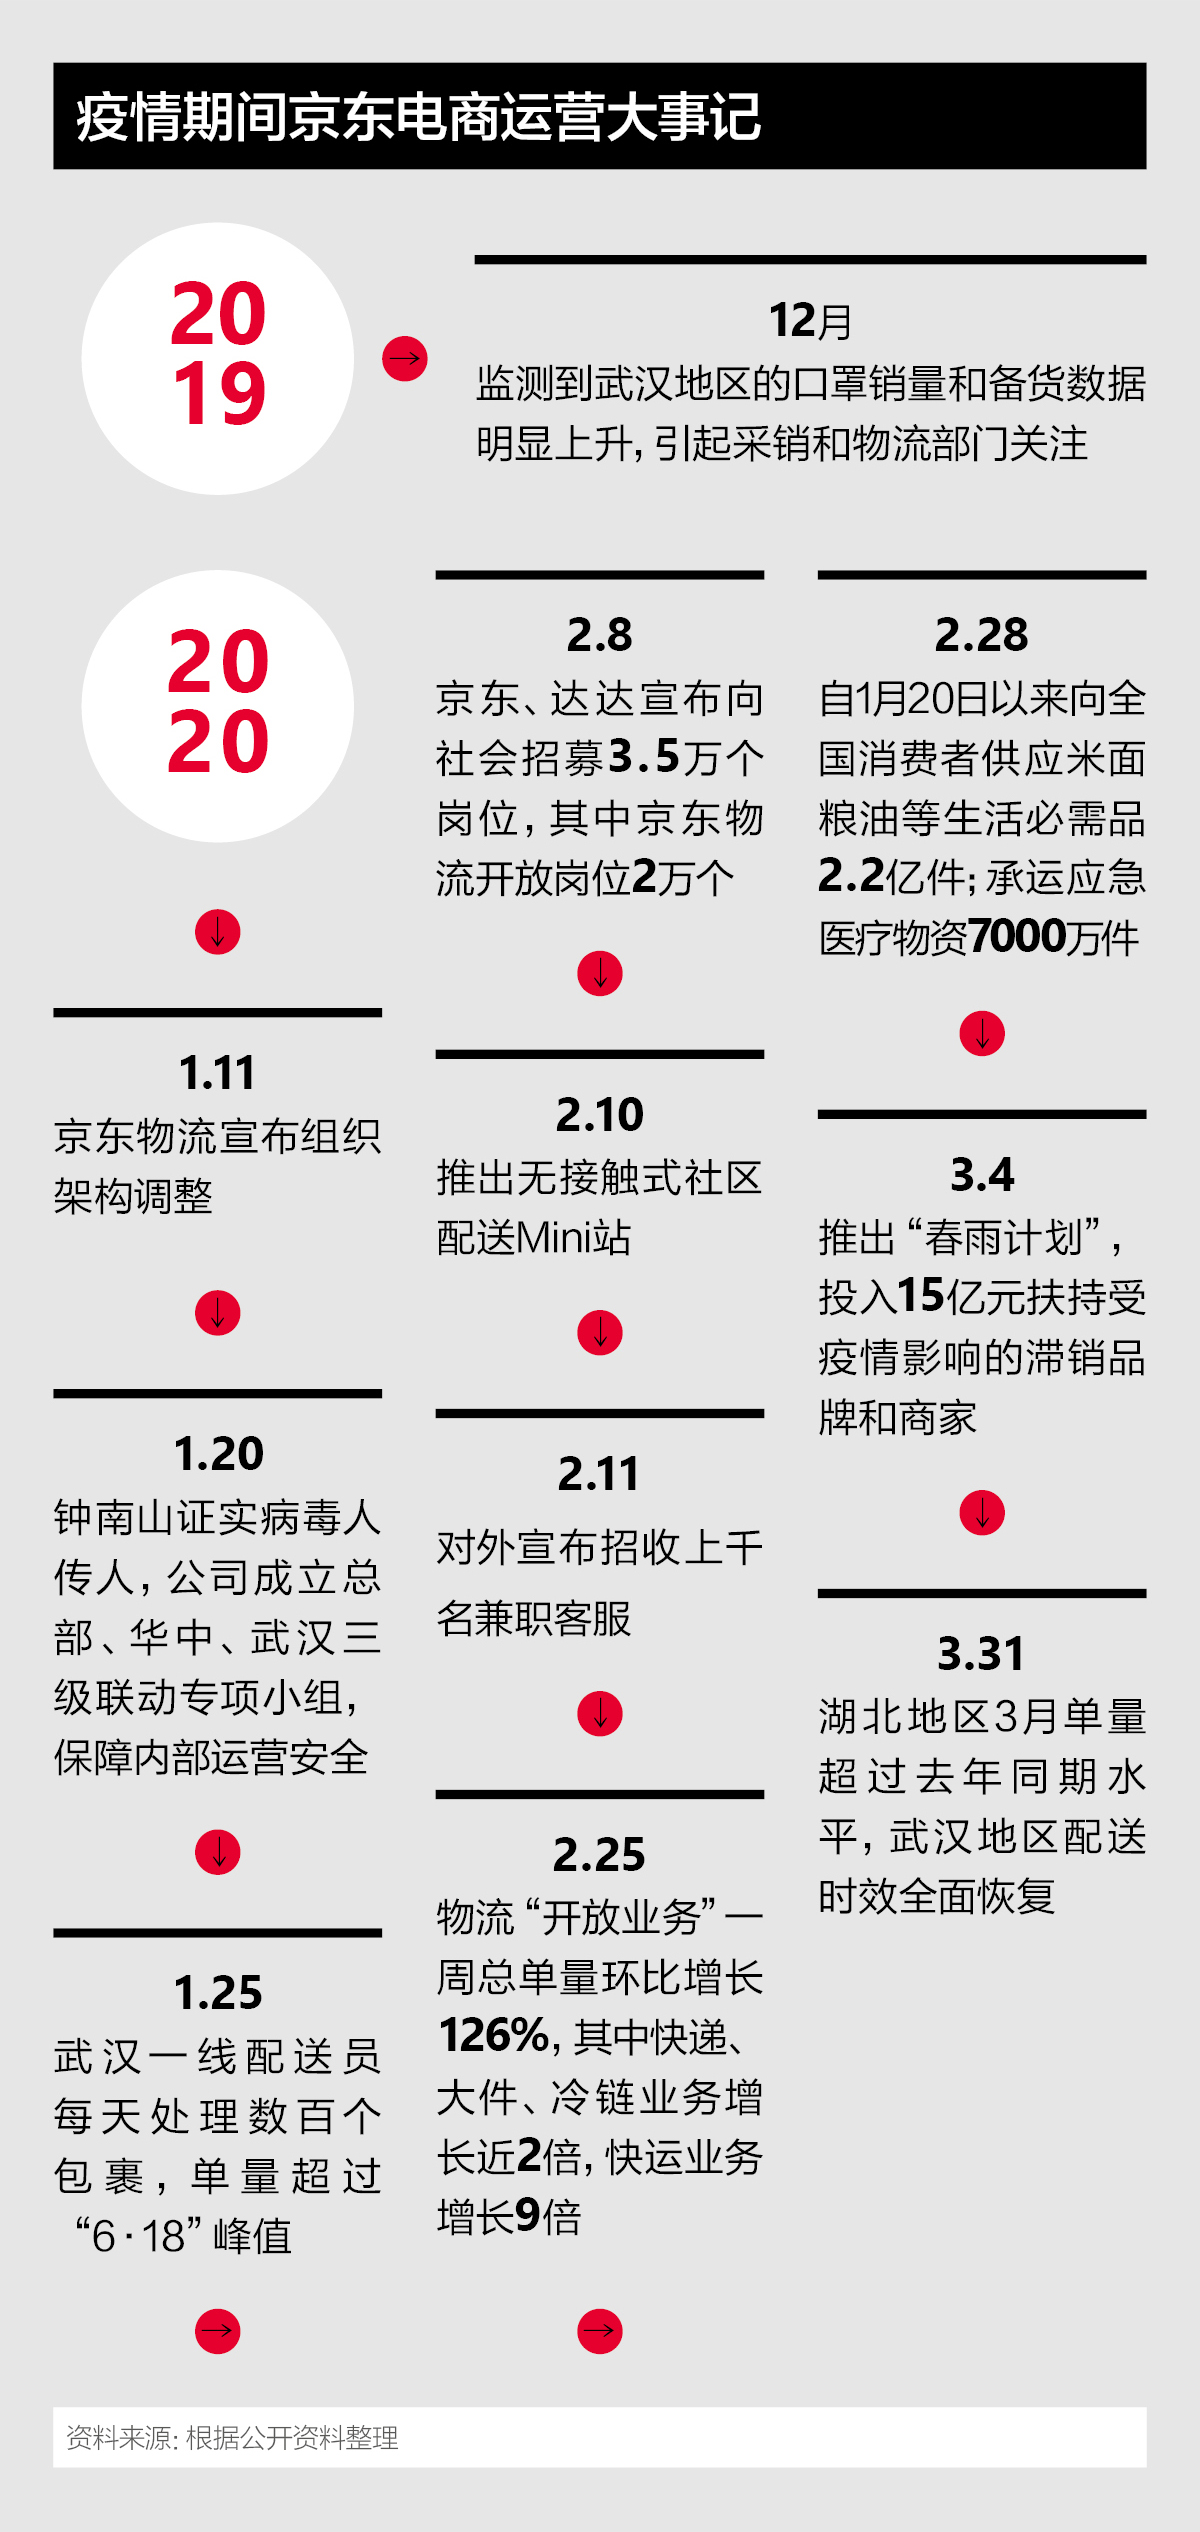 疫情期间京东电商运营大事记
20
19
12月
监测到武汉地区的口罩销量和备货数据
明显上升，引起采销和物流部门关注
20
20
1.11
京东物流宣布组织
架构调整
1.20
钟南山证实病毒人
传人，公司成立总
部、华中、武汉三
级联动专项小组，
保障内部运营安全
1.25
武汉一线配送员
每天处理数百个
包裹，单量超过
“6·18”峰值
2.8
京东、达达宣布向
社会招募3.5万个
岗位，其中京东物
流开放岗位2万个
2.10
推出无接触式社区
配送Mini站
2.11
对外宣布招收上千
名兼职客服
2.25
物流“开放业务”一
周总单量环比增长
126%，其中快递、
大件、冷链业务增
长近2倍，快运业务
增长9倍
2.28
自1月20日以来向全
国消费者供应米面
粮油等生活必需品
2.2亿件；承运应急
医疗物资7000万件
3.4
推出“春雨计划”，
投入15亿元扶持受
疫情影响的滞销品
牌和商家
3.31
湖北地区3月单量
超过去年同期水
平，武汉地区配送
时效全面恢复
资料来源：根据公开资料整理